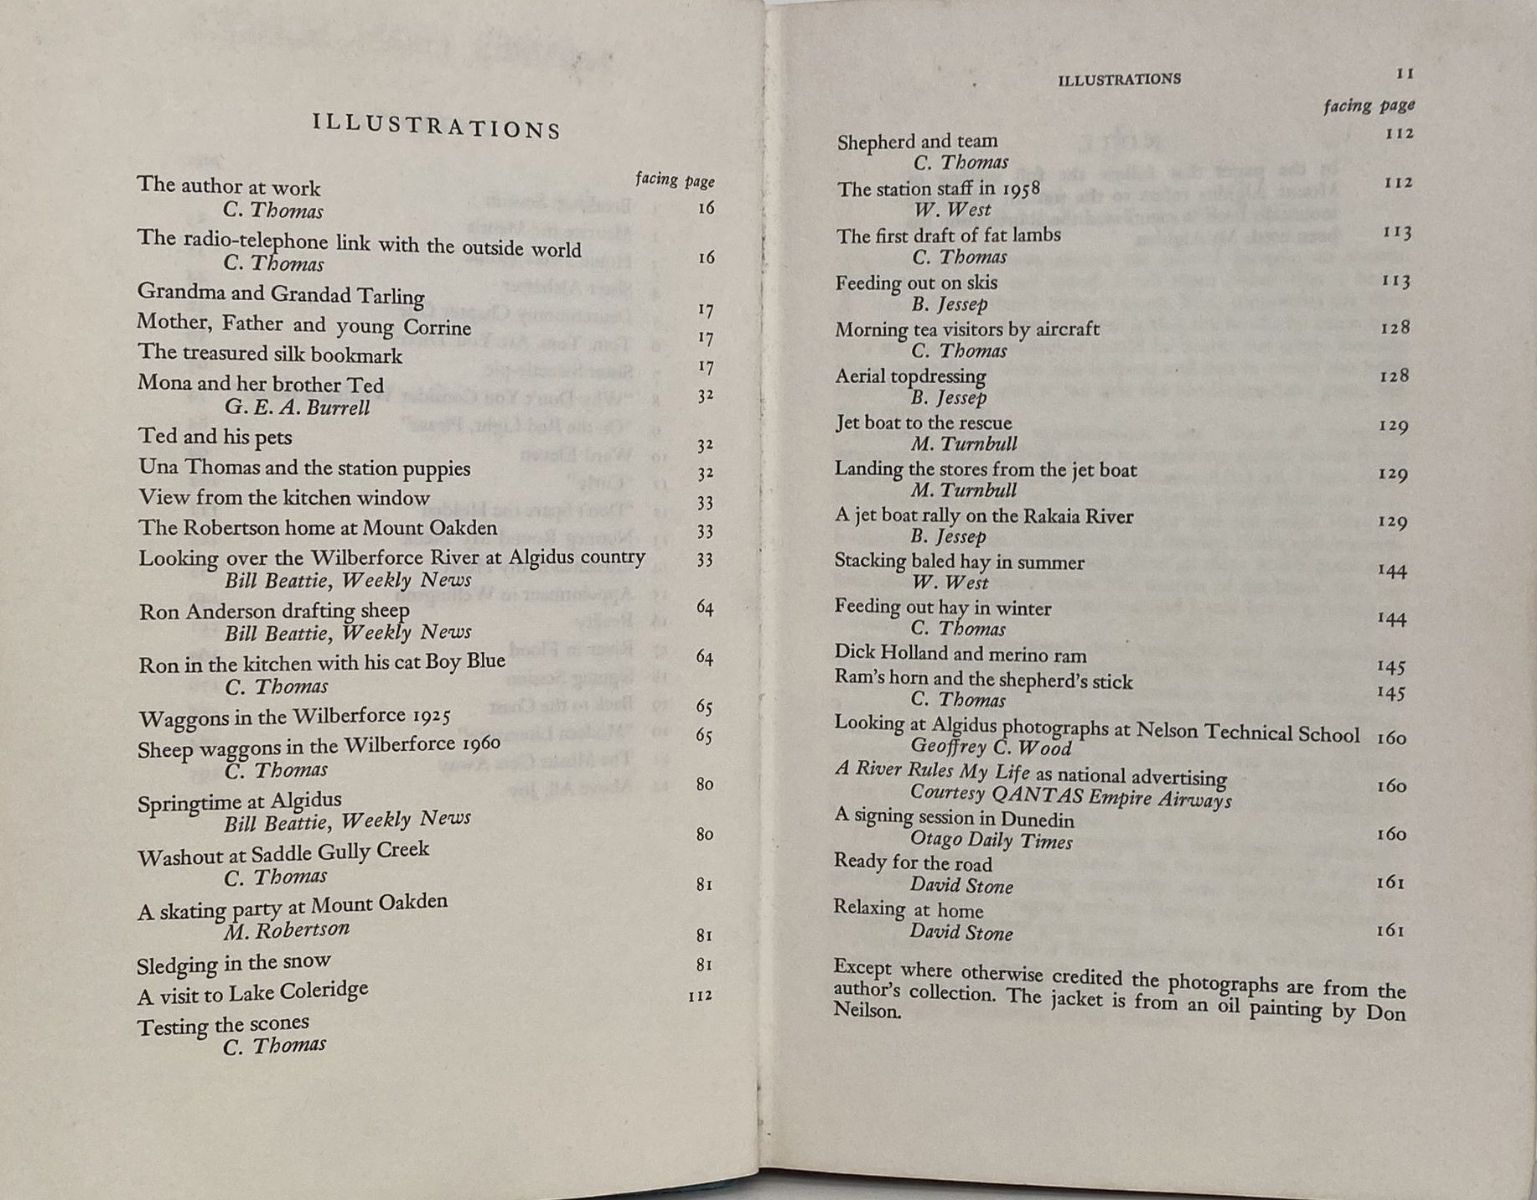 ILLUSTRATIONS
facing page
The author at work
C. Thomas 16
The radio-telephone link with the outside world
C. Thomas 16
Grandma and Grandad Tarling 17
Mother, Father and young Corrine 17
The treasured silk bookmark 17
Mona and her brother Ted 32
G. E. A. Burrell
Ted and his pets 32
Una Thomas and the station puppies 32
View from the kitchen window 33
The Robertson home at Mount Oakden 33
Looking over the Wilberforce River at Algidus country 33
Bill Beattie, Weekly News
Ron Anderson drafting sheep 64
Bill Beattie, Weekly News
Ron in the kitchen with his cat Boy Blue 64
C. Thomas
Waggons in the Wilberforce 1925 65
Sheep waggons in the Wilberforce 1960 65
C. Thomas
Springtime at Algidus 80
Bill Beattie, Weekly News
Washout at Saddle Gully Creek 80
C. Thomas
A skating party at Mount Oakden 81
M. Robertson
Sledging in the snow 81
A visit to Lake Coleridge 81
Testing the scones 112
C. Thomas
ILLUSTRATIONS 11
facing page
Shepherd and team 112
C. Thomas
The station staff in 1958 112
W. West
The first draft of fat lambs 113
C. Thomas
Feeding out on skis 113
B. Jessep
Morning tea visitors by aircraft 128
C. Thomas
Aerial topdressing 128
B. Jessep
Jet boat to the rescue 129
M. Turnbull
Landing the stores from the jet boat 129
M. Turnbull
A jet boat rally on the Rakaia River 129
B. Jessep
Stacking baled hay in summer 144
W. West
Feeding out hay in winter 144
C. Thomas
Dick Holland and merino ram 145
Ram's horn and the shepherd's stick 145
C. Thomas
Looking at Algidus photographs at Nelson Technical School 160
Geoffrey C. Wood
A River Rules My Life as national advertising 160
Courtesy QANTAS Empire Airways
A signing session in Dunedin 160
Otago Daily Times
Ready for the road 161
David Stone
Relaxing at home 161
David Stone
Except where otherwise credited the photographs are from the
author's collection. The jacket is from an oil painting by Don
Neilson.